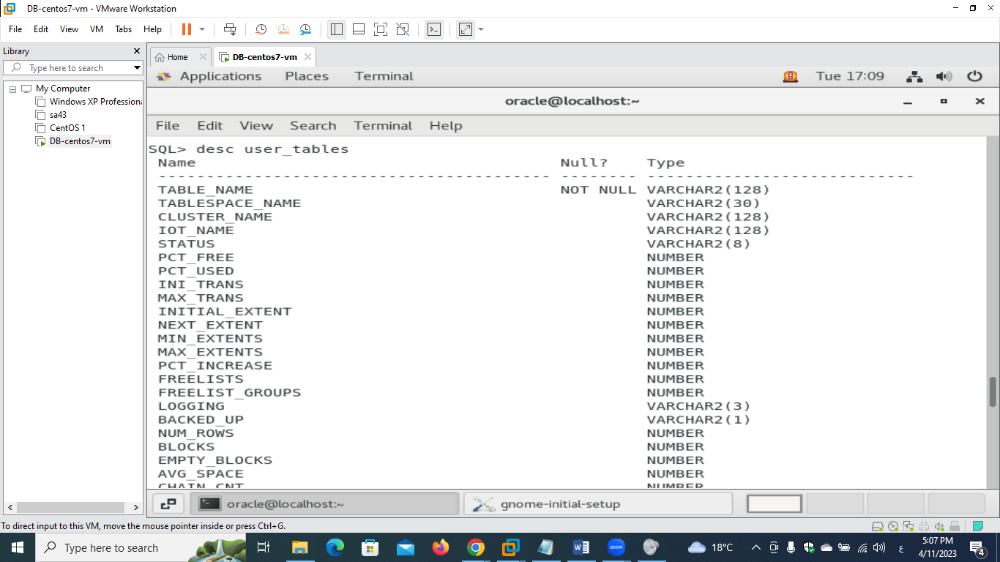 DB-centos7-vm - VMware Workstation
File Edit View VM Tabs Help
Library
Type here to search
My Computer
Windows XP Professiona
sa43
CentOS 1
DB-centos7-vm
Home DB-centos7-vm
Applications Places Terminal Tue 17:09
oracle@localhost:~
File Edit View Search Terminal Help
SQL> desc user_tables
Name Null? Type
----------------------------------------- -------- ----------------------------
TABLE_NAME NOT NULL VARCHAR2(128)
TABLESPACE_NAME VARCHAR2(30)
CLUSTER_NAME VARCHAR2(128)
IOT_NAME VARCHAR2(128)
STATUS VARCHAR2(8)
PCT_FREE NUMBER
PCT_USED NUMBER
INI_TRANS NUMBER
MAX_TRANS NUMBER
INITIAL_EXTENT NUMBER
NEXT_EXTENT NUMBER
MIN_EXTENTS NUMBER
MAX_EXTENTS NUMBER
PCT_INCREASE NUMBER
FREELISTS NUMBER
FREELIST_GROUPS NUMBER
LOGGING VARCHAR2(3)
BACKED_UP VARCHAR2(1)
NUM_ROWS NUMBER
BLOCKS NUMBER
EMPTY_BLOCKS NUMBER
AVG_SPACE NUMBER
CHAIN_CNT NUMBER
oracle@localhost:~ gnome-initial-setup
To direct input to this VM, move the mouse pointer inside or press Ctrl+G.
Type here to search
zoom
18°C
ع
5:07 PM
4/11/2023
4